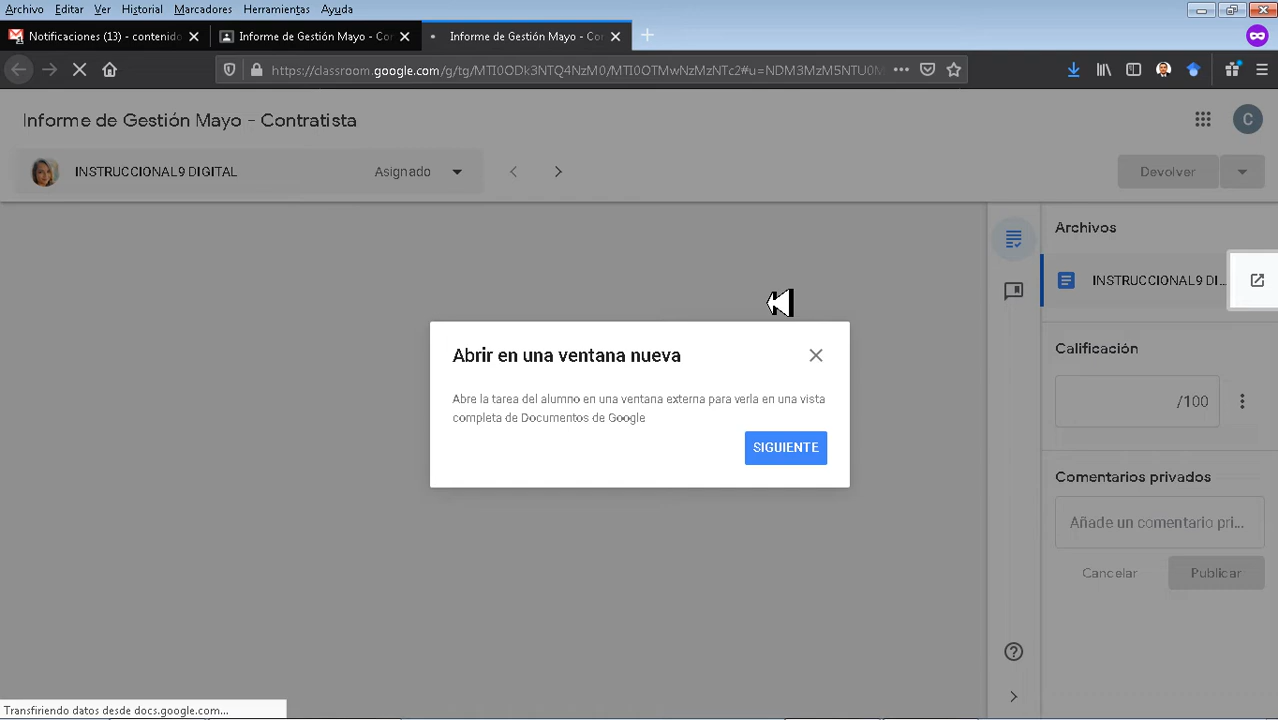 Archivo Editar Ver Historial Marcadores Herramientas Ayuda
Notificaciones (13) - contenido
Informe de Gestión Mayo - Con
Informe de Gestión Mayo - Con
https://classroom.google.com/g/tg/MTI0ODk3NTQ4NzM0/MTI0OTMwNzMzNTc2#u=NDM3MzM5NTU0M
Informe de Gestión Mayo - Contratista
C
INSTRUCCIONAL9 DIGITAL
Asignado
Devolver
Archivos
INSTRUCCIONAL9 DI...
Abrir en una ventana nueva
Abre la tarea del alumno en una ventana externa para verla en una vista
completa de Documentos de Google
SIGUIENTE
Calificación
/100
Comentarios privados
Añade un comentario pri...
Cancelar
Publicar
Transfiriendo datos desde docs.google.com...